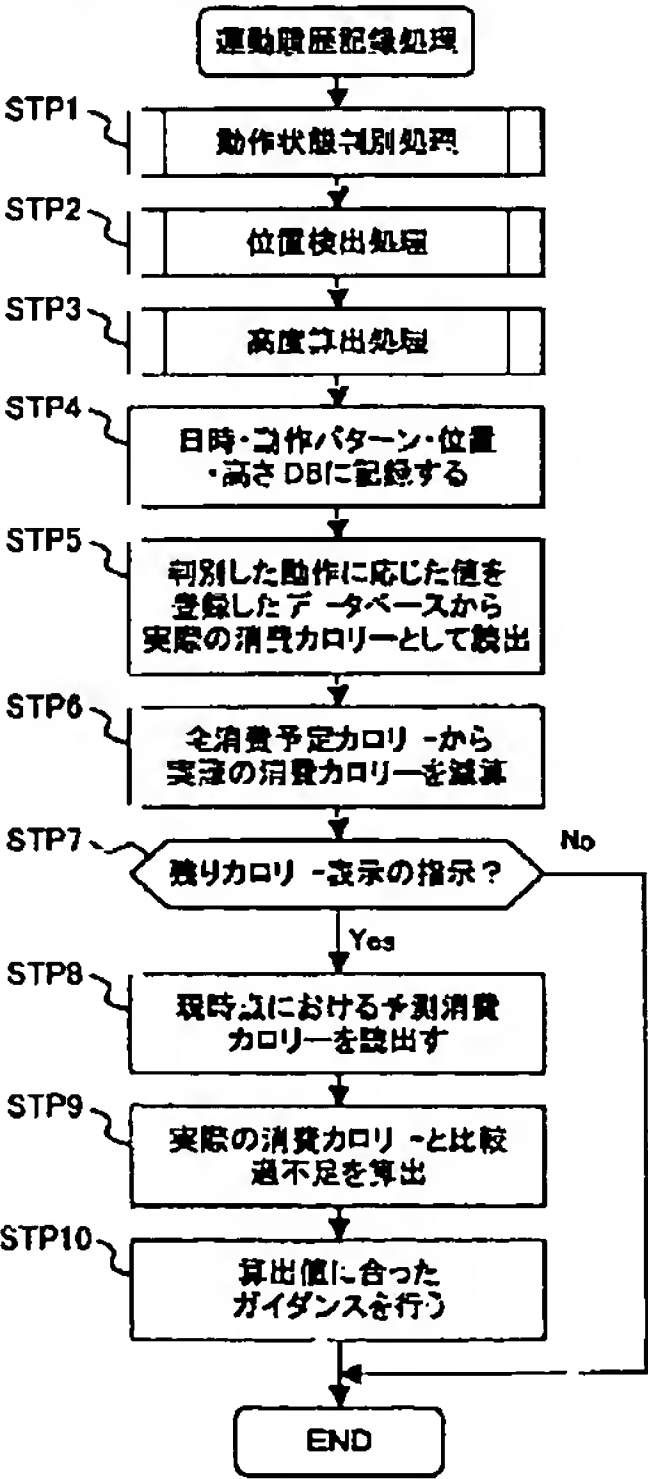 運動履歴記録処理
STP1
動作状態判別処理
STP2
位置検出処理
STP3
高度算出処理
STP4
日時・動作パターン・位置
・高さDBに記録する
STP5
判別した動作に応じた値を
登録したデータベースから
実際の消費カロリーとして読出
STP6
全消費予定カロリーから
実際の消費カロリーを減算
STP7
残りカロリー表示の指示？
No
Yes
STP8
現時点における予測消費
カロリーを読出す
STP9
実際の消費カロリーと比較
過不足を算出
STP10
算出値に合った
ガイダンスを行う
END